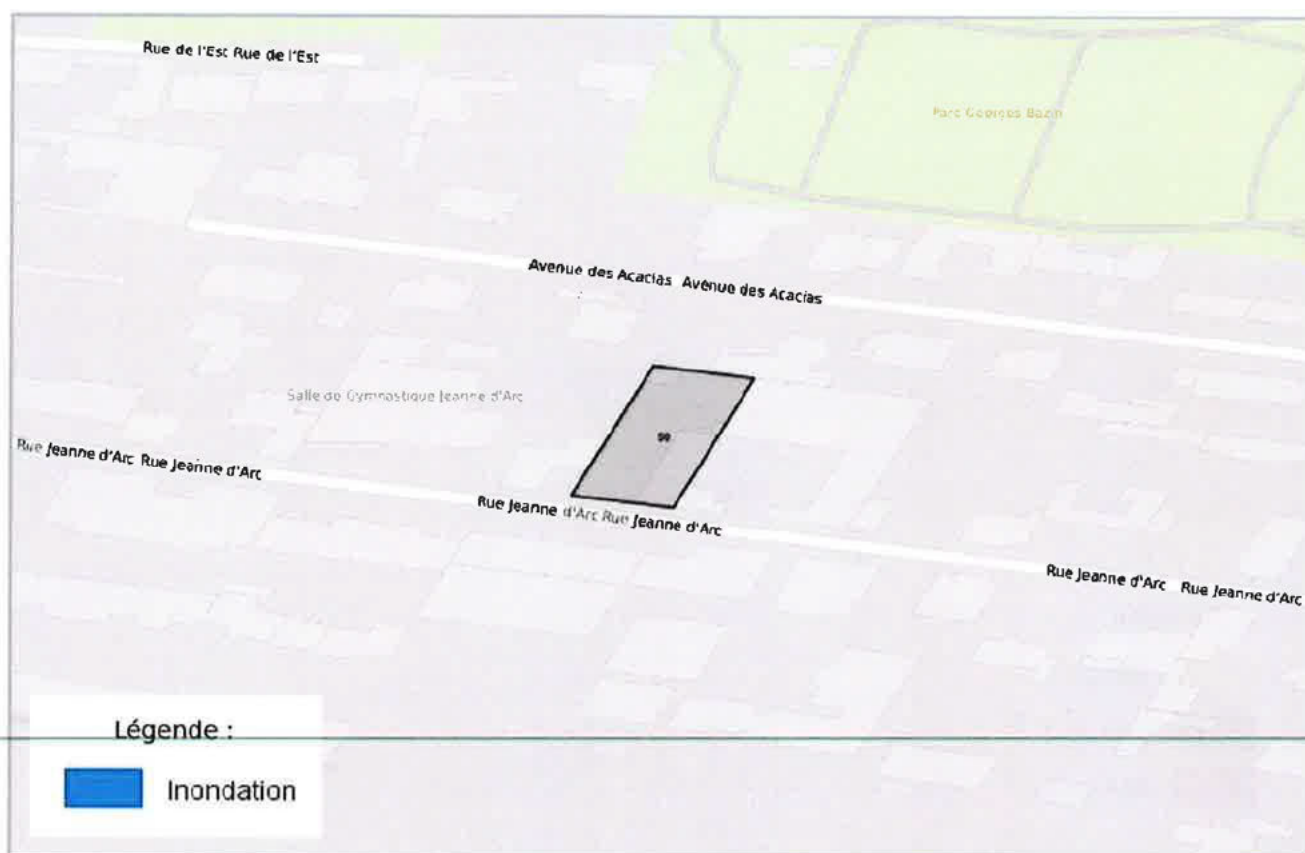 Rue de l'Est Rue de l'Est
Parc Georges Bazin
Avenue des Acacias Avenue des Acacias
Salle de Gymnastique Jeanne d'Arc
Rue Jeanne d'Arc Rue Jeanne d'Arc
Rue Jeanne d'Arc Rue Jeanne d'Arc
Rue Jeanne d'Arc Rue Jeanne d'Arc
Légende :
Inondation